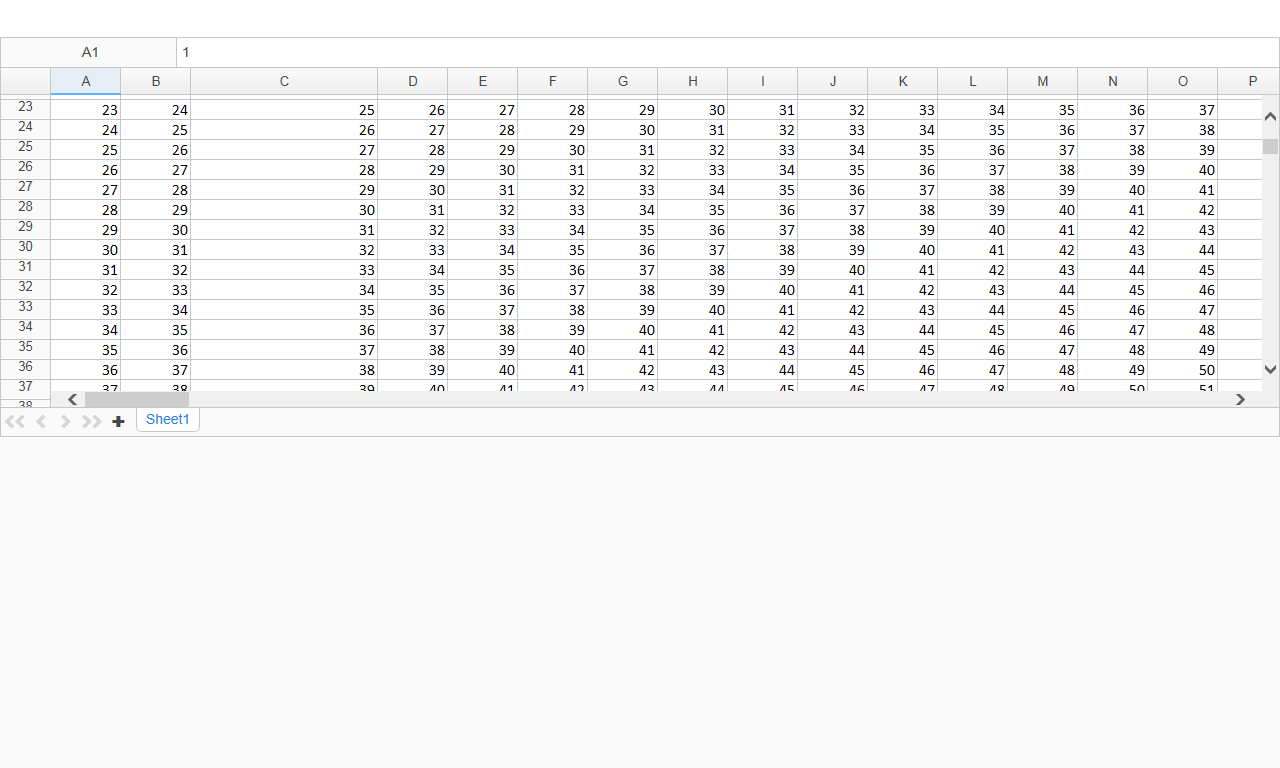 A1 1
A B C D E F G H I J K L M N O P
23 23 24 25 26 27 28 29 30 31 32 33 34 35 36 37
24 24 25 26 27 28 29 30 31 32 33 34 35 36 37 38
25 25 26 27 28 29 30 31 32 33 34 35 36 37 38 39
26 26 27 28 29 30 31 32 33 34 35 36 37 38 39 40
27 27 28 29 30 31 32 33 34 35 36 37 38 39 40 41
28 28 29 30 31 32 33 34 35 36 37 38 39 40 41 42
29 29 30 31 32 33 34 35 36 37 38 39 40 41 42 43
30 30 31 32 33 34 35 36 37 38 39 40 41 42 43 44
31 31 32 33 34 35 36 37 38 39 40 41 42 43 44 45
32 32 33 34 35 36 37 38 39 40 41 42 43 44 45 46
33 33 34 35 36 37 38 39 40 41 42 43 44 45 46 47
34 34 35 36 37 38 39 40 41 42 43 44 45 46 47 48
35 35 36 37 38 39 40 41 42 43 44 45 46 47 48 49
36 36 37 38 39 40 41 42 43 44 45 46 47 48 49 50
37 37 38 39 40 41 42 43 44 45 46 47 48 49 50 51
38
Sheet1